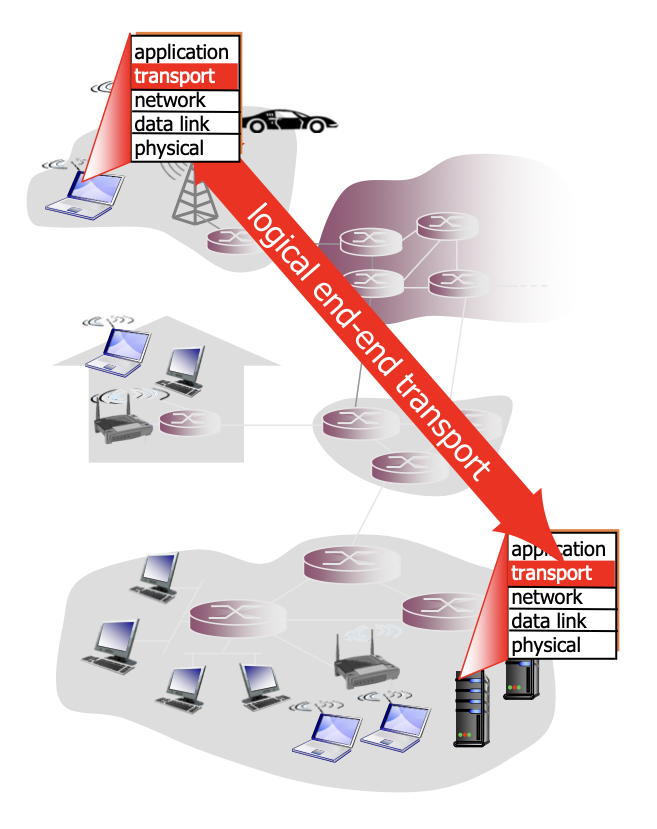 application
transport
network
data link
physical
logical end-end transport
application
transport
network
data link
physical